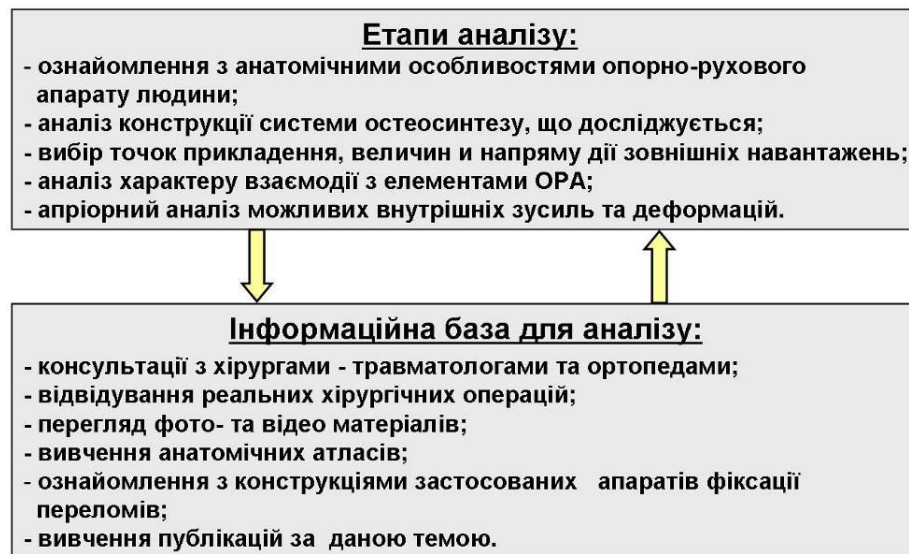 Етапи аналізу:
- ознайомлення з анатомічними особливостями опорно-рухового
апарату людини;
- аналіз конструкції системи остеосинтезу, що досліджується;
- вибір точок прикладення, величин и напряму дії зовнішніх навантажень;
- аналіз характеру взаємодії з елементами ОРА;
- апріорний аналіз можливих внутрішніх зусиль та деформацій.
Інформаційна база для аналізу:
- консультації з хірургами - травматологами та ортопедами;
- відвідування реальних хірургічних операцій;
- перегляд фото- та відео матеріалів;
- вивчення анатомічних атласів;
- ознайомлення з конструкціями застосованих апаратів фіксації
переломів;
- вивчення публікацій за даною темою.